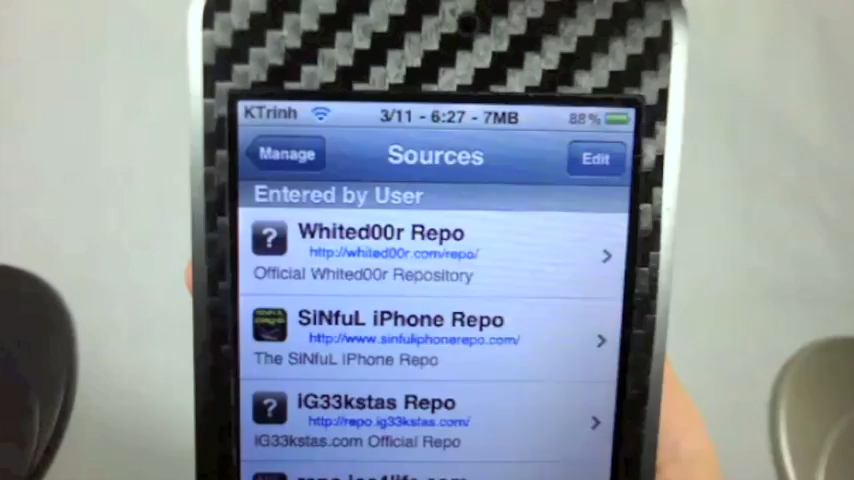 KTrinh 3/11 - 6:27 - 7MB 88%
Manage Sources Edit
Entered by User
Whited00r Repo
http://whited00r.com/repo/
Official Whited00r Repository
SiNfuL iPhone Repo
http://www.sinfuliphonerepo.com/
The SiNfuL iPhone Repo
iG33kstas Repo
http://repo.ig33kstas.com/
iG33kstas.com Official Repo